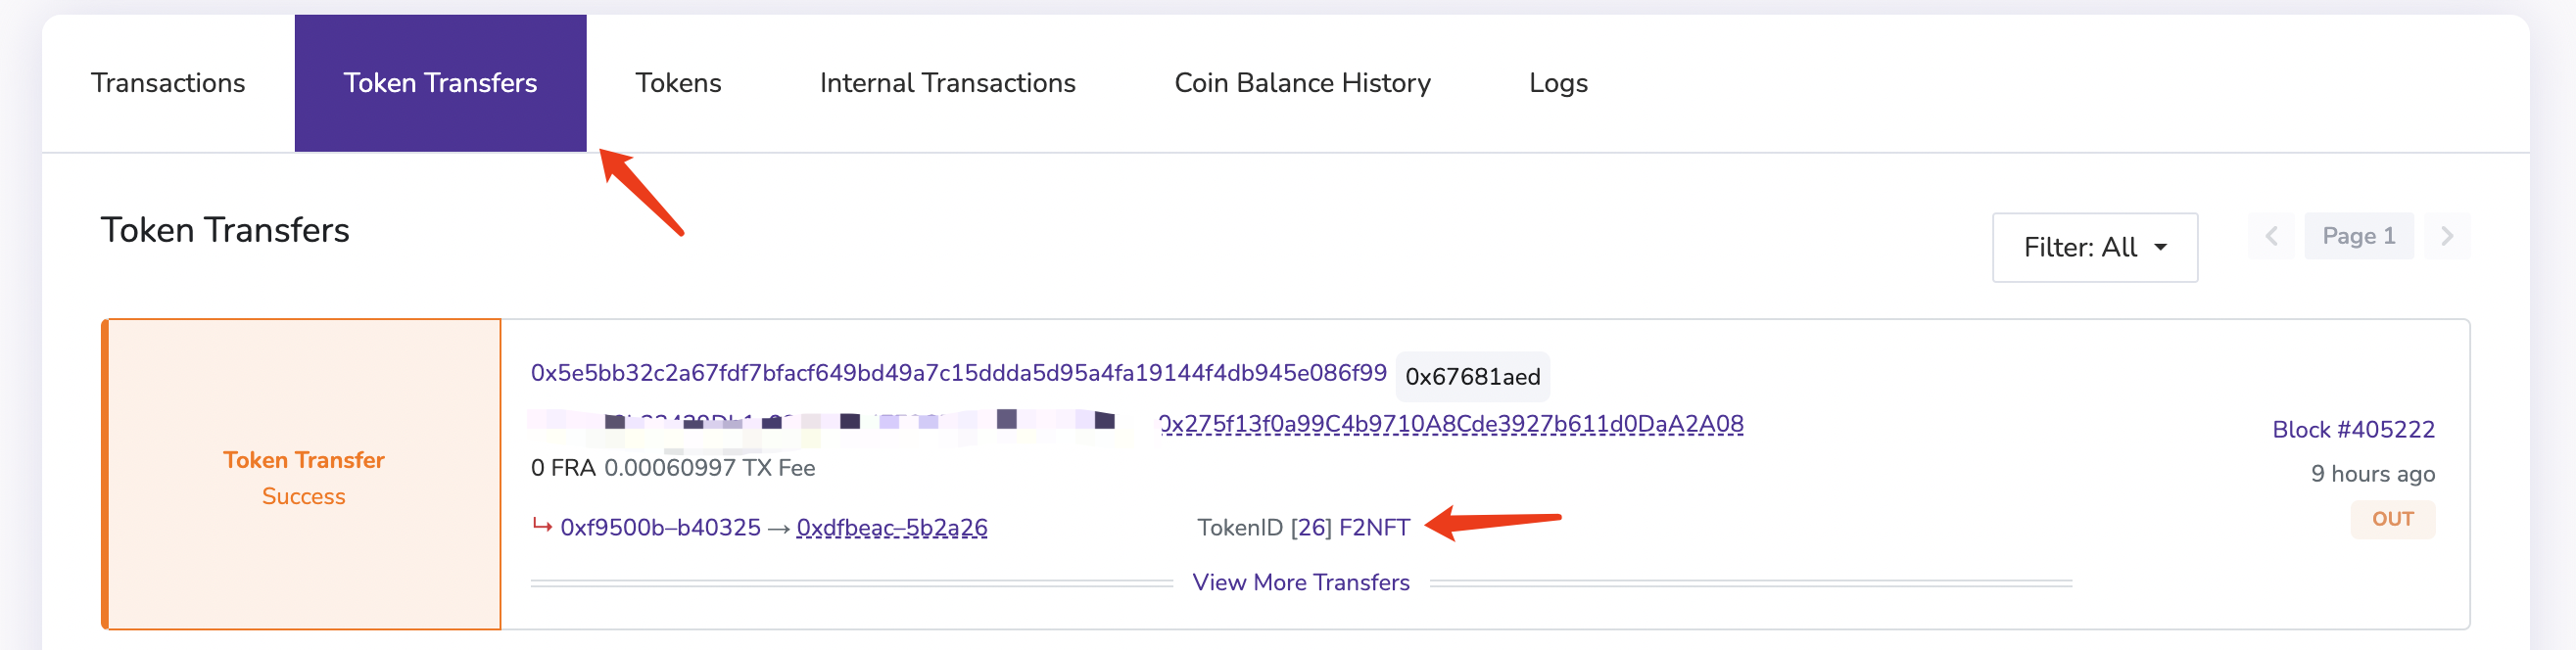 Transactions Token Transfers Tokens Internal Transactions Coin Balance History Logs
Token Transfers
Filter: All
Page 1
0x5e5bb32c2a67fdf7bfacf649bd49a7c15ddda5d95a4fa19144f4db945e086f99 0x67681aed
0x275f13f0a99C4b9710A8Cde3927b611d0DaA2A08
Block #405222
Token Transfer
Success
0 FRA 0.00060997 TX Fee
9 hours ago
0xf9500b–b40325 → 0xdfbeac–5b2a26
TokenID [26] F2NFT
OUT
View More Transfers